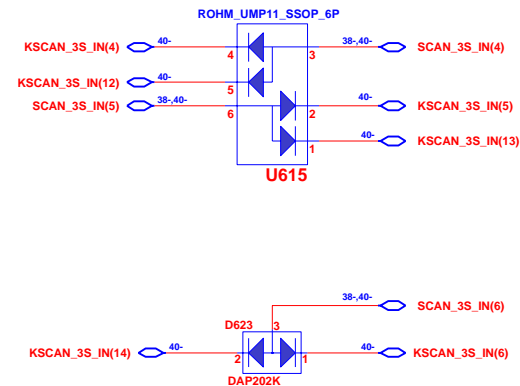 ROHM_UMP11_SSOP_6P
KSCAN_3S_IN(4) 40- 4 3 38-,40- SCAN_3S_IN(4)
KSCAN_3S_IN(12) 40- 5
SCAN_3S_IN(5) 38-,40- 6 2 40- KSCAN_3S_IN(5)
1 40- KSCAN_3S_IN(13)
U615
38-,40- SCAN_3S_IN(6)
D623 3
KSCAN_3S_IN(14) 40- 2 1 40- KSCAN_3S_IN(6)
DAP202K